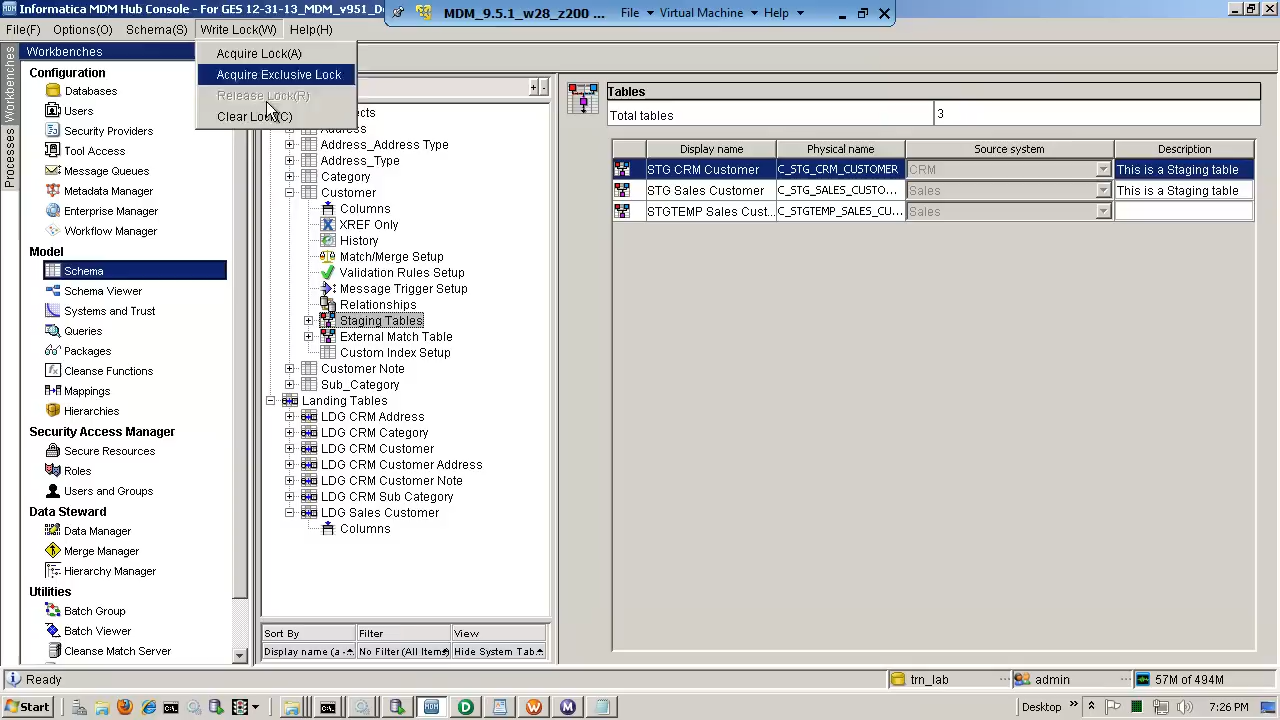 Informatica MDM Hub Console - For GES 12-31-13_MDM_v951_D
MDM_9.5.1_w28_z200 ...
File
Virtual Machine
Help
File(F)
Options(O)
Schema(S)
Write Lock(W)
Help(H)
Acquire Lock(A)
Acquire Exclusive Lock
Release Lock(R)
Workbenches
Processes
Workbenches
Configuration
Databases
Users
Security Providers
Tool Access
Message Queues
Metadata Manager
Enterprise Manager
Workflow Manager
Model
Schema
Schema Viewer
Systems and Trust
Queries
Packages
Cleanse Functions
Mappings
Hierarchies
Security Access Manager
Secure Resources
Roles
Users and Groups
Data Steward
Data Manager
Merge Manager
Hierarchy Manager
Utilities
Batch Group
Batch Viewer
Cleanse Match Server
Address_Address Type
Address_Type
Category
Customer
Columns
XREF Only
History
Match/Merge Setup
Validation Rules Setup
Message Trigger Setup
Relationships
Staging Tables
External Match Table
Custom Index Setup
Customer Note
Sub_Category
Landing Tables
LDG CRM Address
LDG CRM Category
LDG CRM Customer
LDG CRM Customer Address
LDG CRM Customer Note
LDG CRM Sub Category
LDG Sales Customer
Columns
Sort By
Filter
View
Display name (a -
No Filter(All Items)
Hide System Tab
Tables
Total tables
3
Display name
Physical name
Source system
Description
STG CRM Customer
C_STG_CRM_CUSTOMER
CRM
This is a Staging table
STG Sales Customer
C_STG_SALES_CUSTO...
Sales
This is a Staging table
STGTEMP Sales Cust...
C_STGTEMP_SALES_CU...
Sales
Ready
trn_lab
...
admin
...
57M of 494M
Start
Desktop
7:26 PM